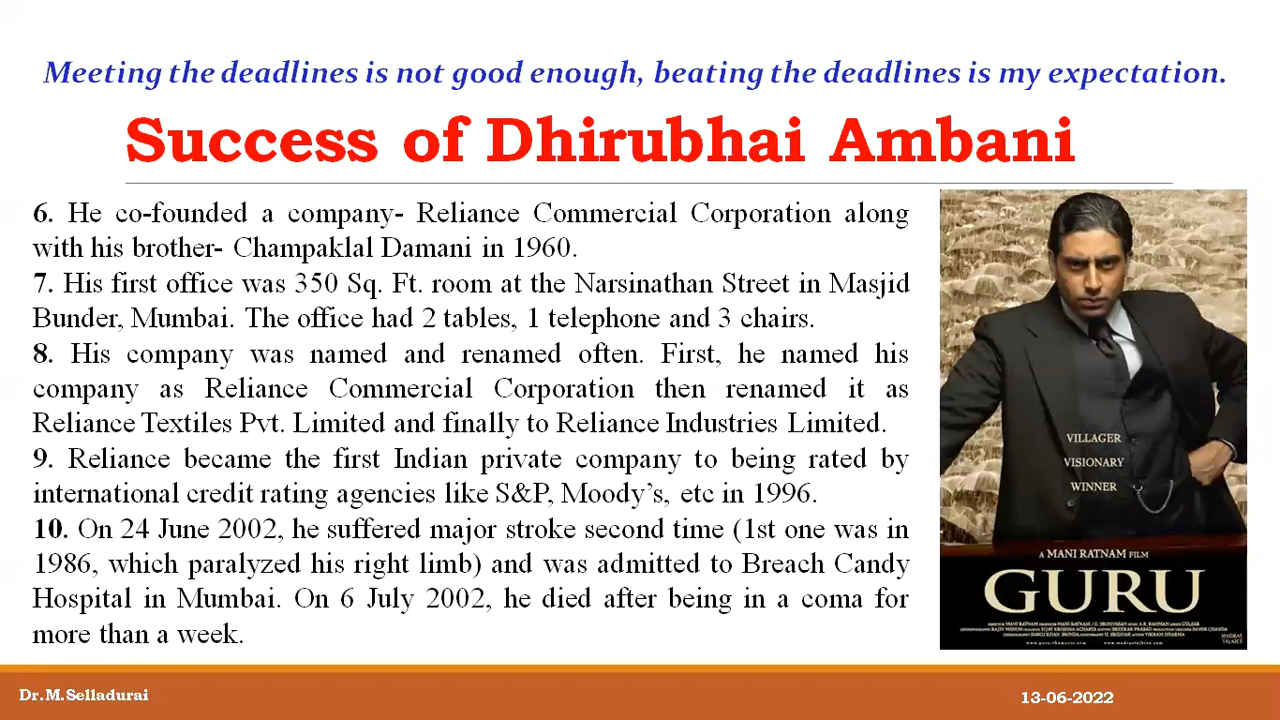 Meeting the deadlines is not good enough, beating the deadlines is my expectation.
Success of Dhirubhai Ambani
6. He co-founded a company- Reliance Commercial Corporation along
with his brother- Champaklal Damani in 1960.
7. His first office was 350 Sq. Ft. room at the Narsinathan Street in Masjid
Bunder, Mumbai. The office had 2 tables, 1 telephone and 3 chairs.
8. His company was named and renamed often. First, he named his
company as Reliance Commercial Corporation then renamed it as
Reliance Textiles Pvt. Limited and finally to Reliance Industries Limited.
9. Reliance became the first Indian private company to being rated by
international credit rating agencies like S&P, Moody's, etc in 1996.
10. On 24 June 2002, he suffered major stroke second time (1st one was in
1986, which paralyzed his right limb) and was admitted to Breach Candy
Hospital in Mumbai. On 6 July 2002, he died after being in a coma for
more than a week.
VILLAGER
VISIONARY
WINNER
A MANI RATNAM FILM
GURU
Dr.M.Selladurai
13-06-2022